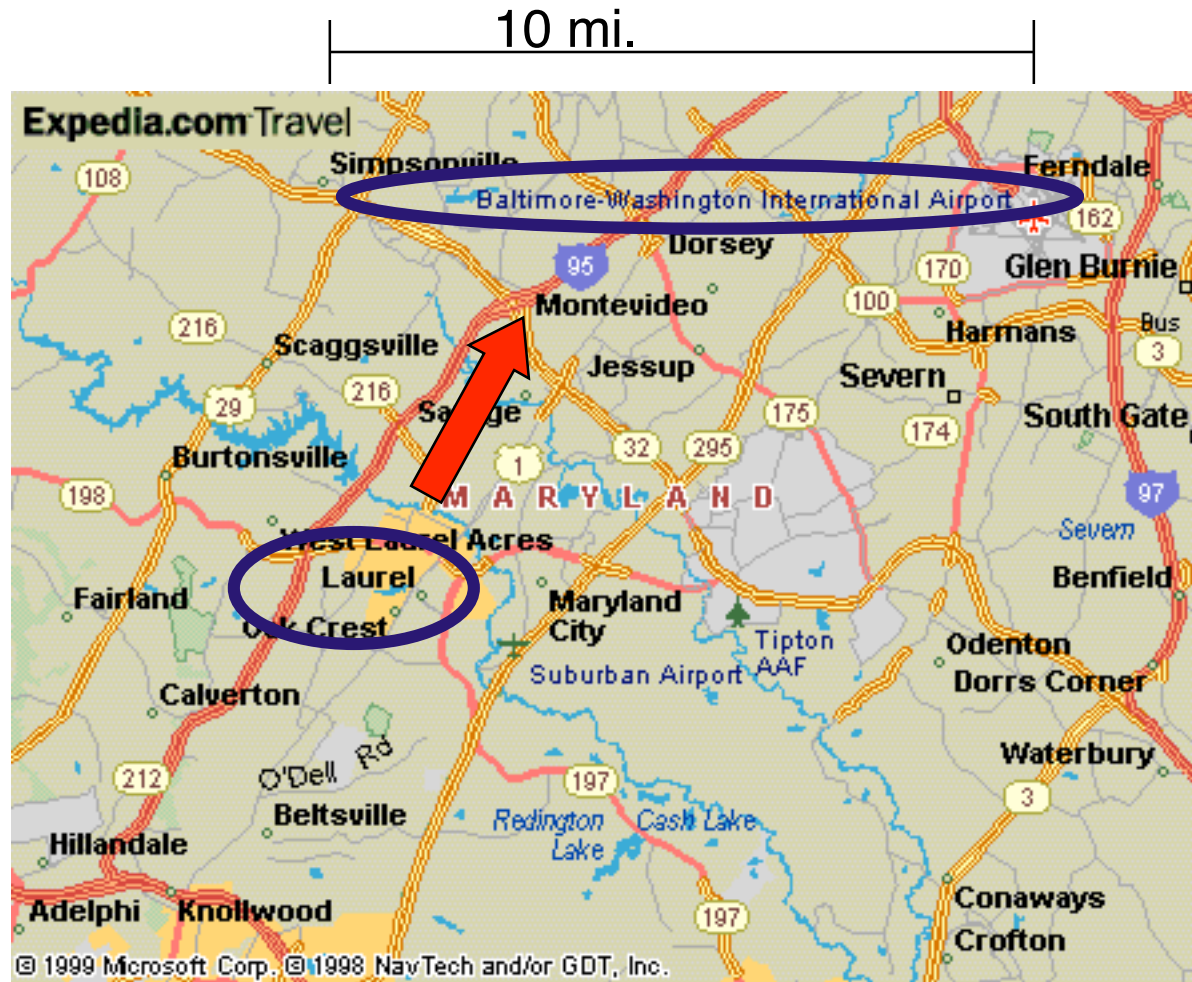 10 mi.
Expedia.com Travel
Simpsonville
Ferndale
108
Baltimore-Washington International Airport
162
Dorsey
95
170
Glen Burnie
100
Montevideo
216
Harmans
Bus
3
Scaggsville
Jessup
Severn
216
29
Savage
175
South Gate
174
32
295
Burtonsville
1
198
MARYLAND
97
Severn
West Laurel Acres
Laurel
Benfield
Fairland
Maryland
City
Oak Crest
Tipton
AAF
Odenton
Suburban Airport
Dorrs Corner
Calverton
Waterbury
O'Dell Rd
212
197
3
Beltsville
Redington
Lake
Cash Lake
Hillandale
Conaways
Adelphi
Knollwood
197
Crofton
© 1999 Microsoft Corp. © 1998 NavTech and/or GDT, Inc.